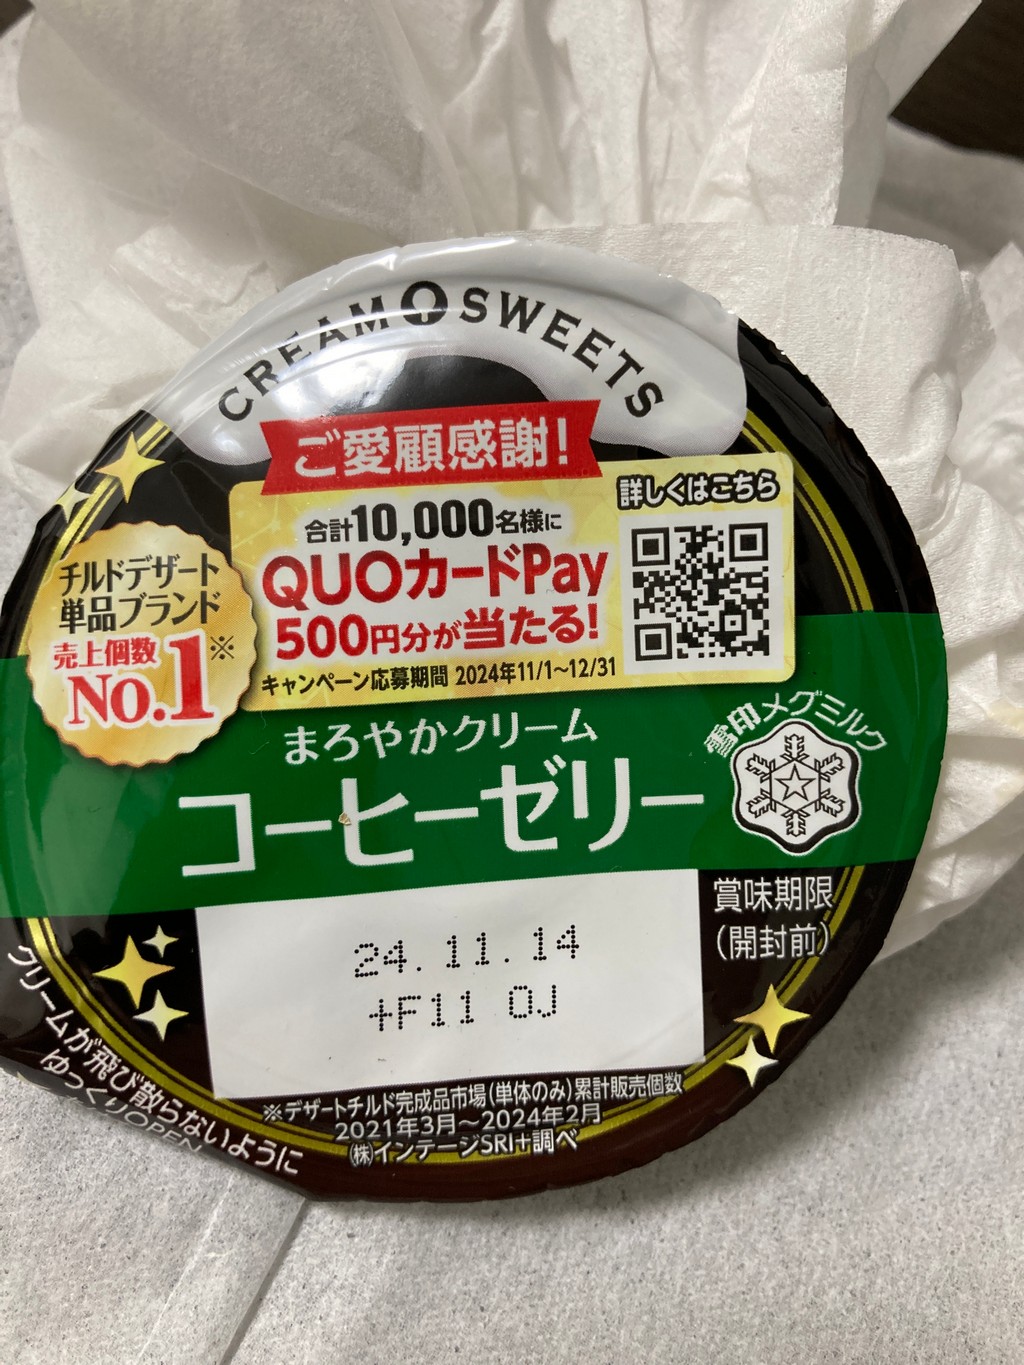 CREAM SWEETS
ご愛顧感謝!
合計10,000名様に
QUOカードPay
500円分が当たる!
キャンペーン応募期間 2024年11/1～12/31
詳しくはこちら
チルドデザート
単品ブランド
売上個数
No.1※
まろやかクリーム
コーヒーゼリー
雪印メグミルク
賞味期限
(開封前)
24.11.14
+F11 OJ
※デザートチルド完成品市場(単体のみ)累計販売個数
2021年3月～2024年2月
㈱インテージSRI+調べ
クリームが飛び散らないように
ゆっくりOPEN